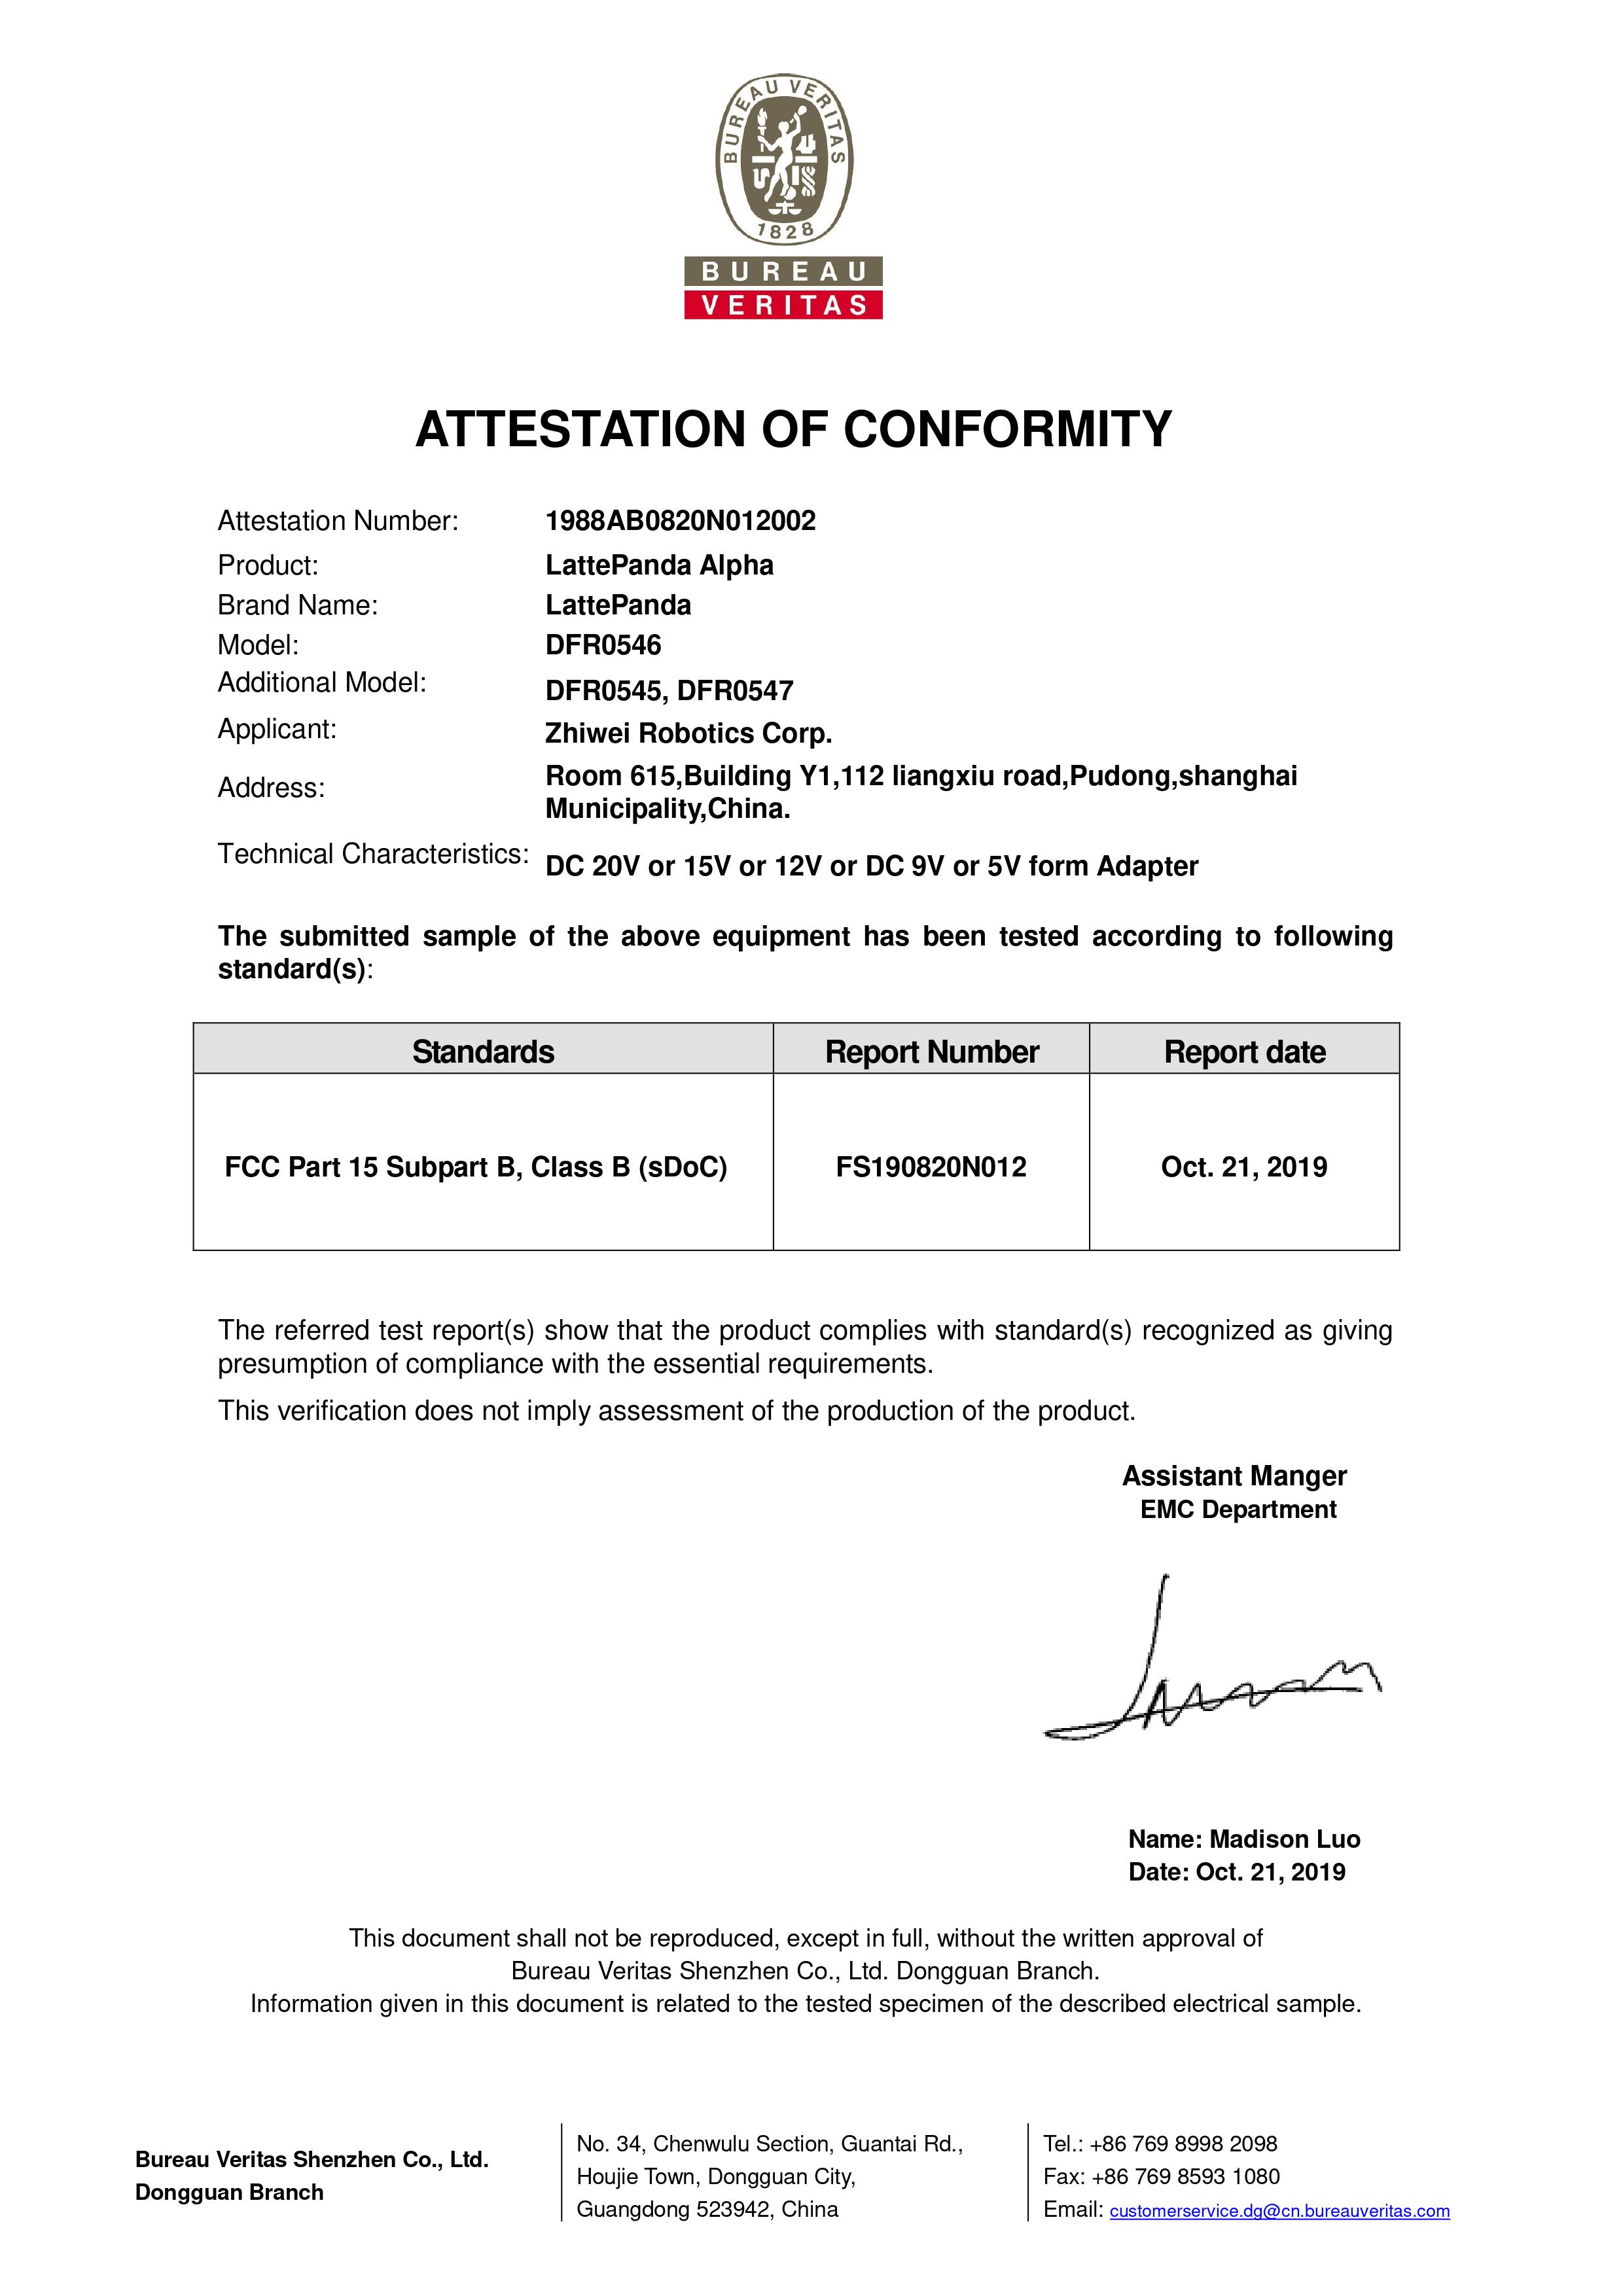 BUREAU VERITAS
1828
BUREAU
VERITAS
ATTESTATION OF CONFORMITY
Attestation Number: 1988AB0820N012002
Product: LattePanda Alpha
Brand Name: LattePanda
Model: DFR0546
Additional Model: DFR0545, DFR0547
Applicant: Zhiwei Robotics Corp.
Address: Room 615,Building Y1,112 liangxiu road,Pudong,shanghai
Municipality,China.
Technical Characteristics: DC 20V or 15V or 12V or DC 9V or 5V form Adapter
The submitted sample of the above equipment has been tested according to following
standard(s):
Standards Report Number Report date
FCC Part 15 Subpart B, Class B (sDoC) FS190820N012 Oct. 21, 2019
The referred test report(s) show that the product complies with standard(s) recognized as giving
presumption of compliance with the essential requirements.
This verification does not imply assessment of the production of the product.
Assistant Manger
EMC Department
Name: Madison Luo
Date: Oct. 21, 2019
This document shall not be reproduced, except in full, without the written approval of
Bureau Veritas Shenzhen Co., Ltd. Dongguan Branch.
Information given in this document is related to the tested specimen of the described electrical sample.
Bureau Veritas Shenzhen Co., Ltd.
Dongguan Branch
No. 34, Chenwulu Section, Guantai Rd.,
Houjie Town, Dongguan City,
Guangdong 523942, China
Tel.: +86 769 8998 2098
Fax: +86 769 8593 1080
Email: customerservice.dg@cn.bureauveritas.com